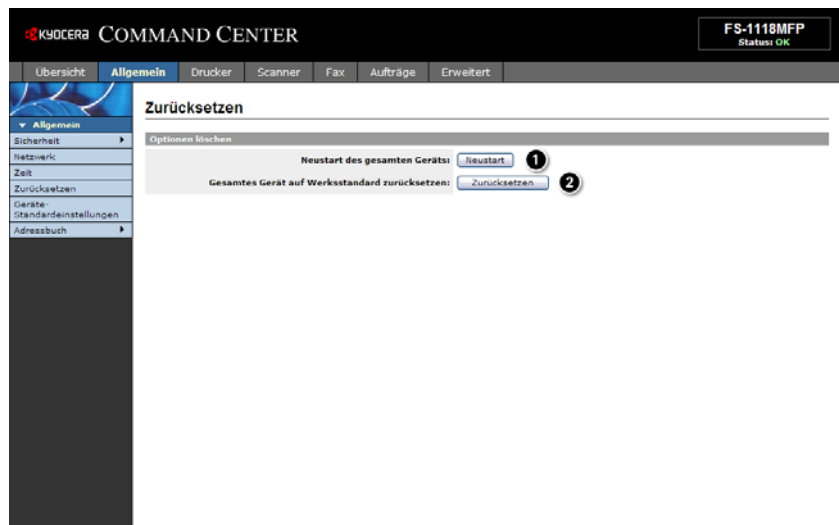 KYOCERA COMMAND CENTER
FS-1118MFP
Status: OK
Übersicht Allgemein Drucker Scanner Fax Aufträge Erweitert
Allgemein
Sicherheit
Netzwerk
Zeit
Zurücksetzen
Geräte-
Standardeinstellungen
Adressbuch
Zurücksetzen
Optionen löschen
Neustart des gesamten Geräts: Neustart 1
Gesamtes Gerät auf Werksstandard zurücksetzen: Zurücksetzen 2